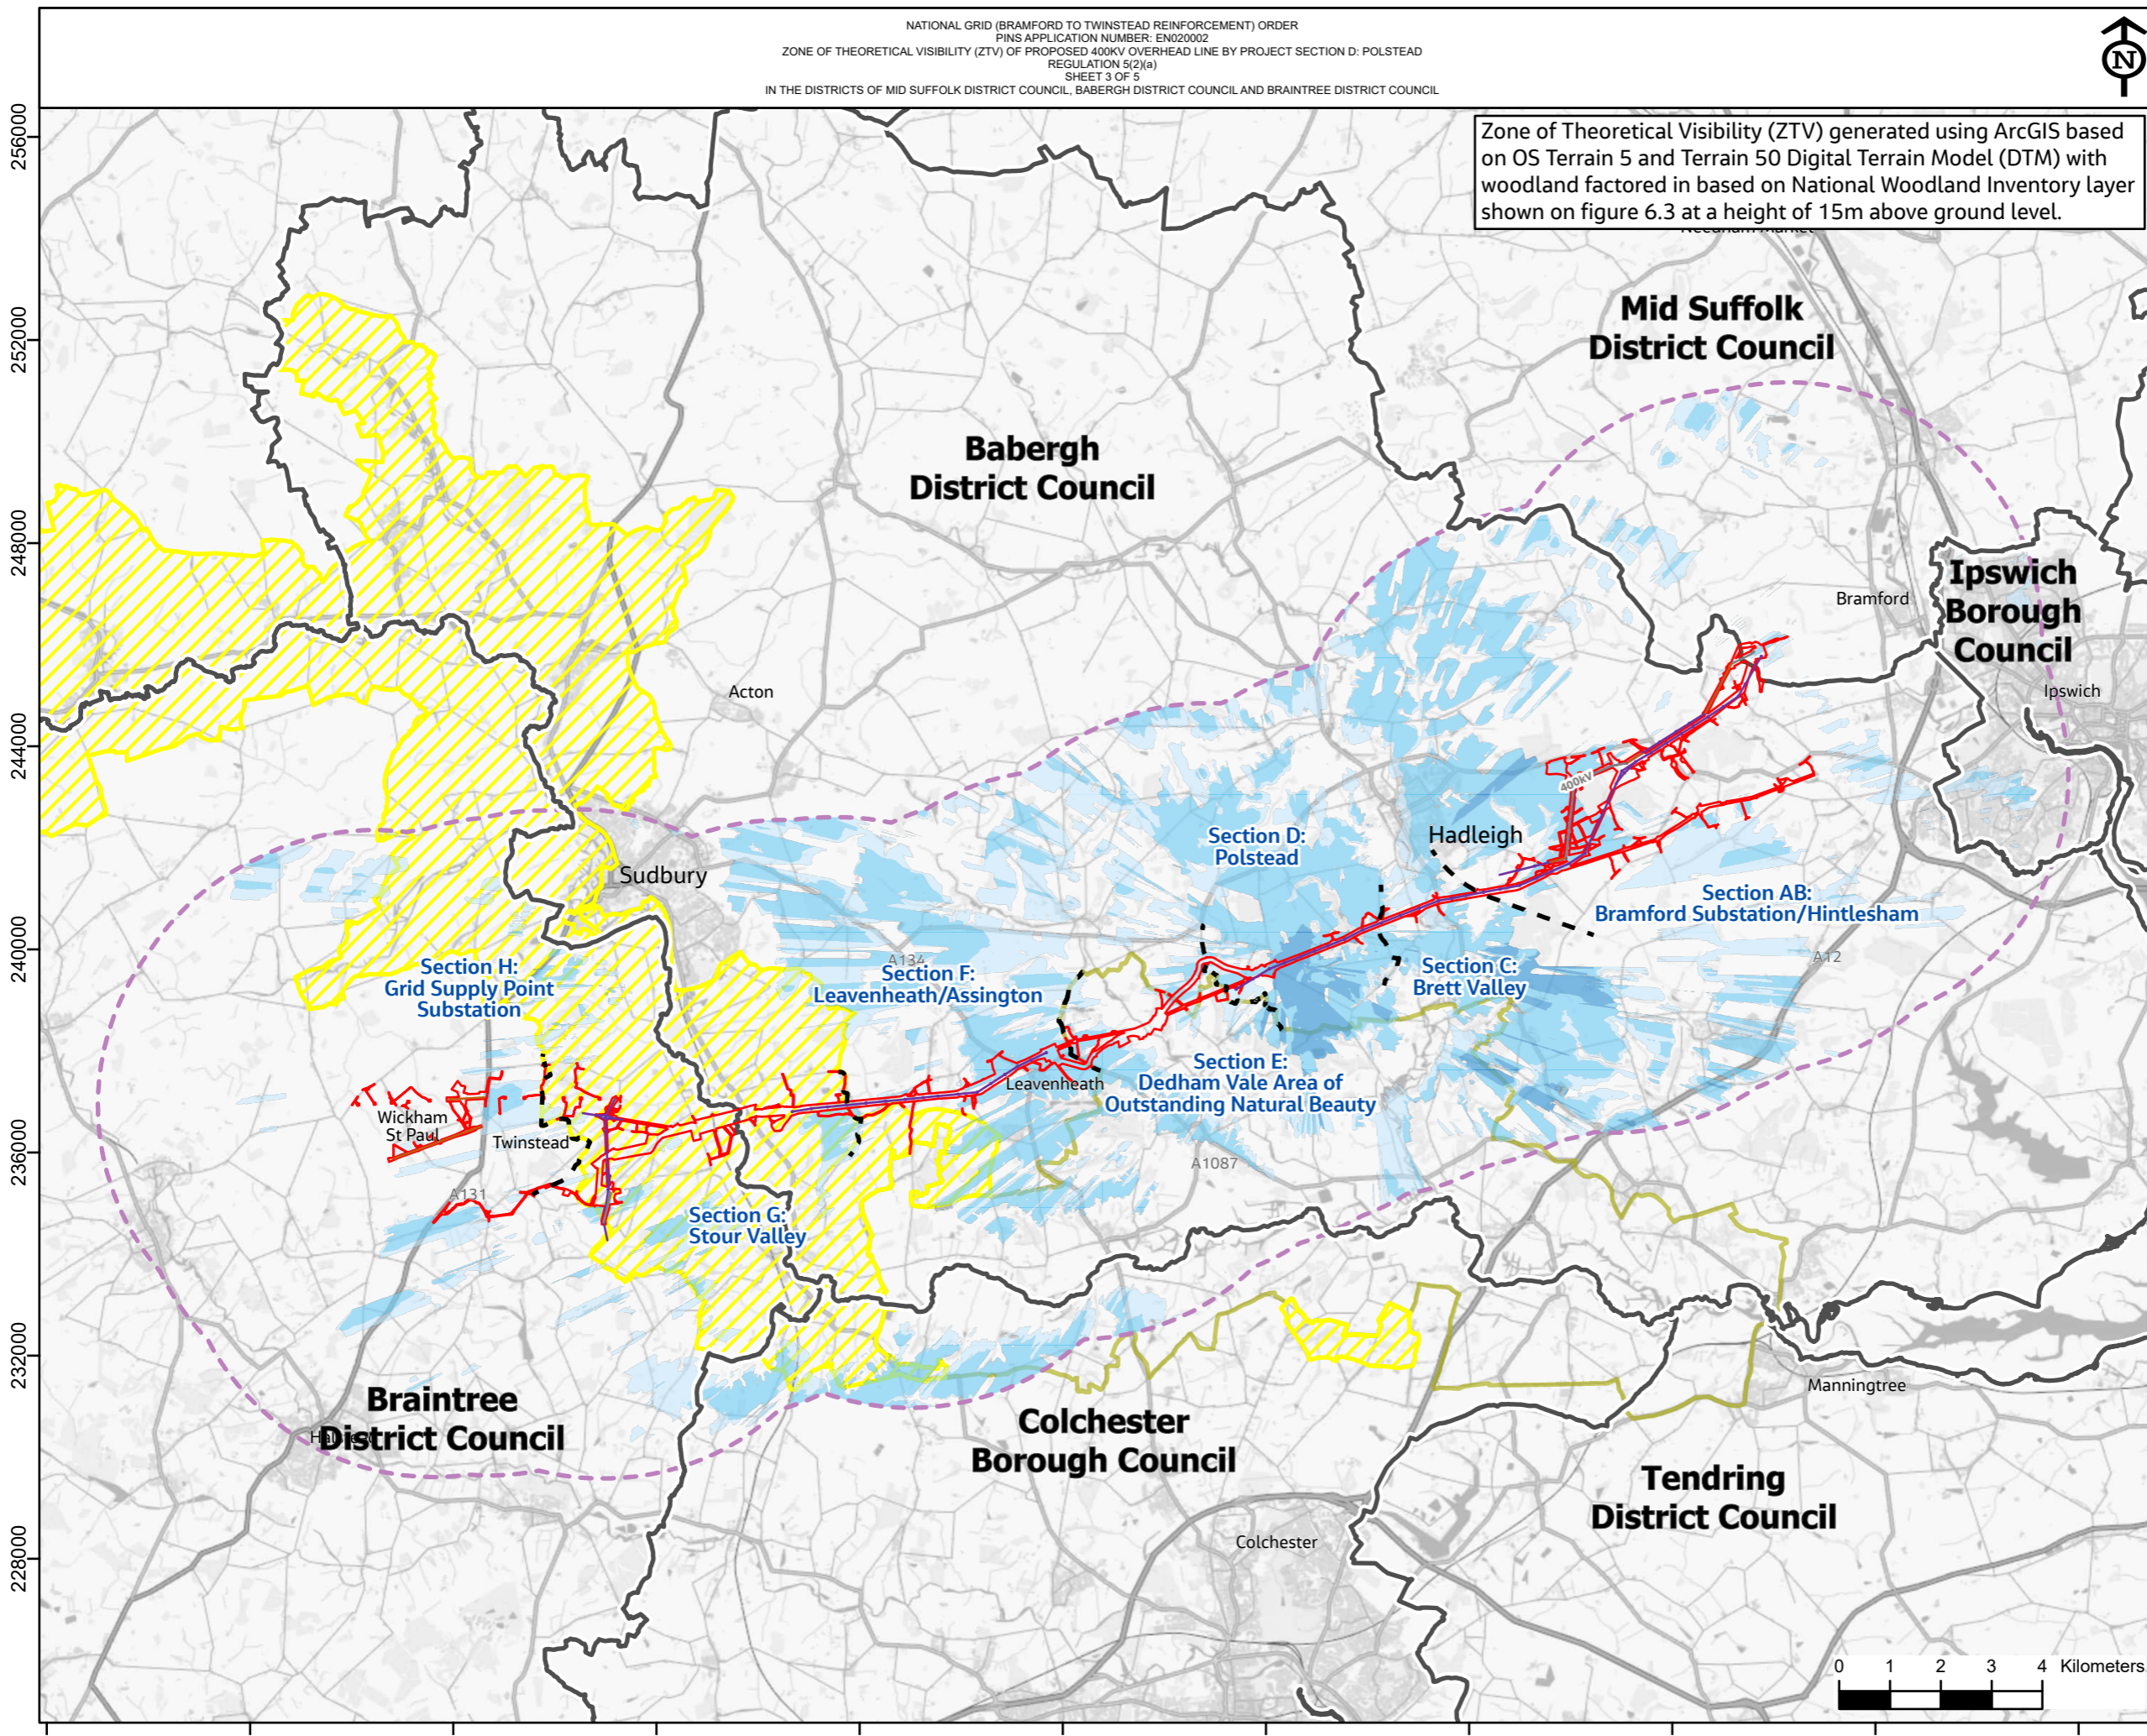 NATIONAL GRID (BRAMFORD TO TWINSTEAD REINFORCEMENT) ORDER
PINS APPLICATION NUMBER: EN020002
ZONE OF THEORETICAL VISIBILITY (ZTV) OF PROPOSED 400KV OVERHEAD LINE BY PROJECT SECTION D: POLSTEAD
REGULATION 5(2)(a)
SHEET 3 OF 5
IN THE DISTRICTS OF MID SUFFOLK DISTRICT COUNCIL, BABERGH DISTRICT COUNCIL AND BRAINTREE DISTRICT COUNCIL
N
Zone of Theoretical Visibility (ZTV) generated using ArcGIS based
on OS Terrain 5 and Terrain 50 Digital Terrain Model (DTM) with
woodland factored in based on National Woodland Inventory layer
shown on figure 6.3 at a height of 15m above ground level.
256000
252000
248000
244000
240000
236000
232000
228000
Mid Suffolk
District Council
Babergh
District Council
Ipswich
Borough
Council
Bramford
Ipswich
Acton
400kV
Section D:
Polstead
Hadleigh
Sudbury
Section AB:
Bramford Substation/Hintlesham
A12
A134
Section H:
Grid Supply Point
Substation
Section F:
Leavenheath/Assington
Section C:
Brett Valley
Section E:
Dedham Vale Area of
Outstanding Natural Beauty
Leavenheath
Wickham
St Paul
Twinstead
A1087
A131
Section G:
Stour Valley
Braintree
District Council
Colchester
Borough Council
Manningtree
Tendring
District Council
Colchester
0 1 2 3 4 Kilometers